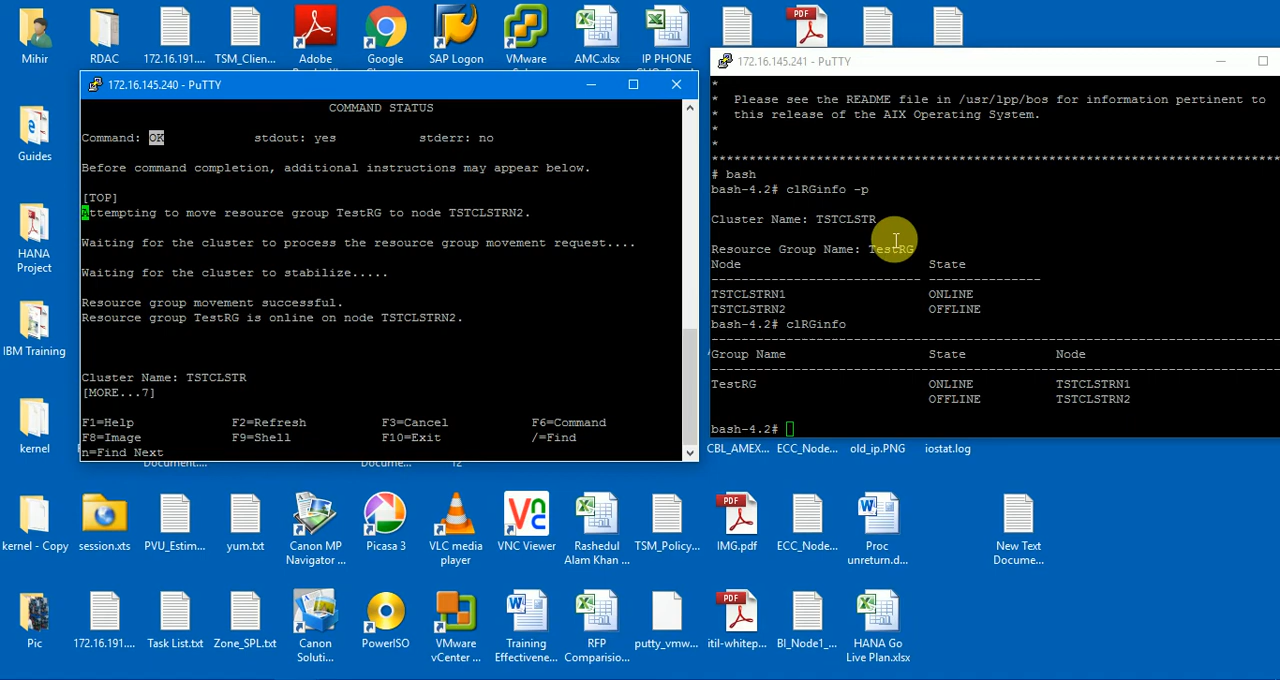 Mihir
RDAC
172.16.191....
TSM_Clien...
Adobe
Google
SAP Logon
VMware
AMC.xlsx
IP PHONE
PDF
172.16.145.240 - PuTTY
COMMAND STATUS
Command: OK stdout: yes stderr: no
Before command completion, additional instructions may appear below.
[TOP]
Attempting to move resource group TestRG to node TSTCLSTRN2.
Waiting for the cluster to process the resource group movement request....
Waiting for the cluster to stabilize.....
Resource group movement successful.
Resource group TestRG is online on node TSTCLSTRN2.
Cluster Name: TSTCLSTR
[MORE...7]
F1=Help F2=Refresh F3=Cancel F6=Command
F8=Image F9=Shell F10=Exit /=Find
n=Find Next
172.16.145.241 - PuTTY
*
* Please see the README file in /usr/lpp/bos for information pertinent to
* this release of the AIX Operating System.
*
*
*******************************************************************************
# bash
bash-4.2# clRGinfo -p
Cluster Name: TSTCLSTR
Resource Group Name: TestRG
Node State
---------------------------- ---------------
TSTCLSTRN1 ONLINE
TSTCLSTRN2 OFFLINE
bash-4.2# clRGinfo
-----------------------------------------------------------------------------
Group Name State Node
-----------------------------------------------------------------------------
TestRG ONLINE TSTCLSTRN1
OFFLINE TSTCLSTRN2
bash-4.2#
Guides
HANA
Project
IBM Training
kernel
CBL_AMEX...
ECC_Node...
old_ip.PNG
iostat.log
kernel - Copy
session.xts
PVU_Estim...
yum.txt
Canon MP
Navigator ...
Picasa 3
VLC media
player
VNC Viewer
Rashedul
Alam Khan ...
TSM_Policy...
PDF
IMG.pdf
ECC_Node...
Proc
unreturn.d...
New Text
Docume...
Pic
172.16.191....
Task List.txt
Zone_SPL.txt
Canon
Soluti...
PowerISO
VMware
vCenter ...
Training
Effectivene...
RFP
Comparision...
putty_vmw...
PDF
itil-whitep...
BI_Node1_...
HANA Go
Live Plan.xlsx